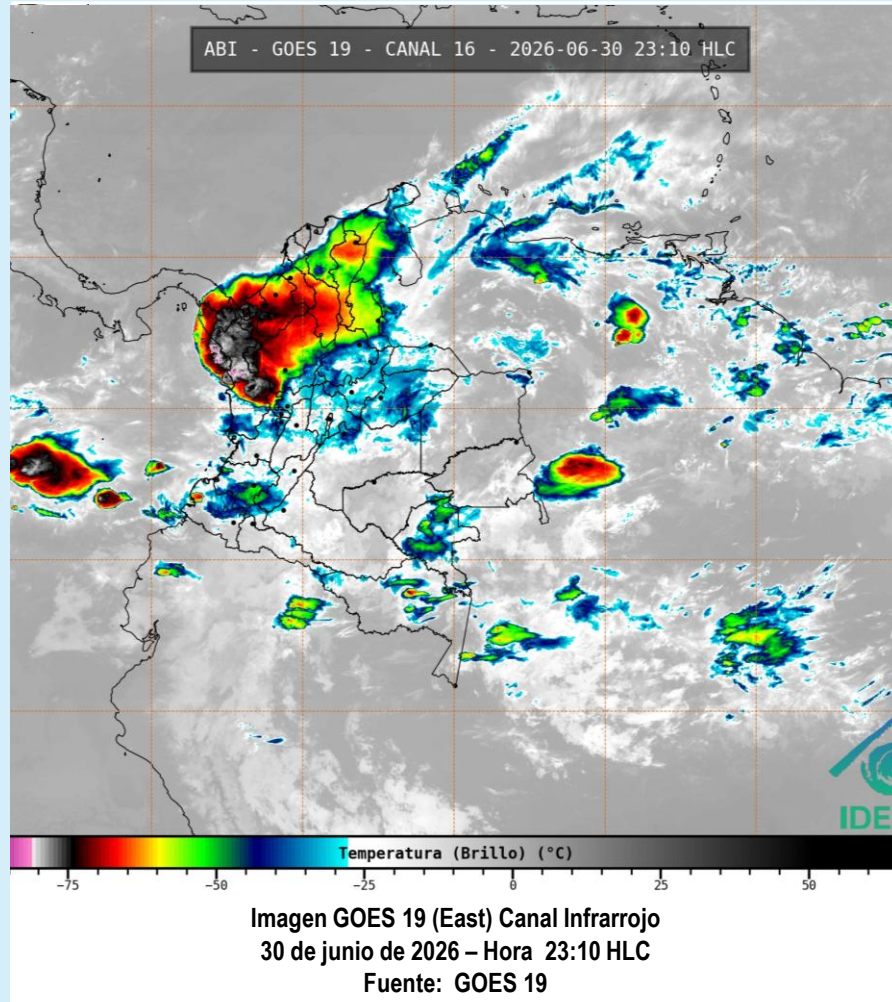 ABI - GOES 19 - CANAL 16 - 2026-06-30 23:10 HLC
IDE
Temperatura (Brillo) (°C)
−75 −50 −25 0 25 50
Imagen GOES 19 (East) Canal Infrarrojo
30 de junio de 2026 – Hora 23:10 HLC
Fuente: GOES 19